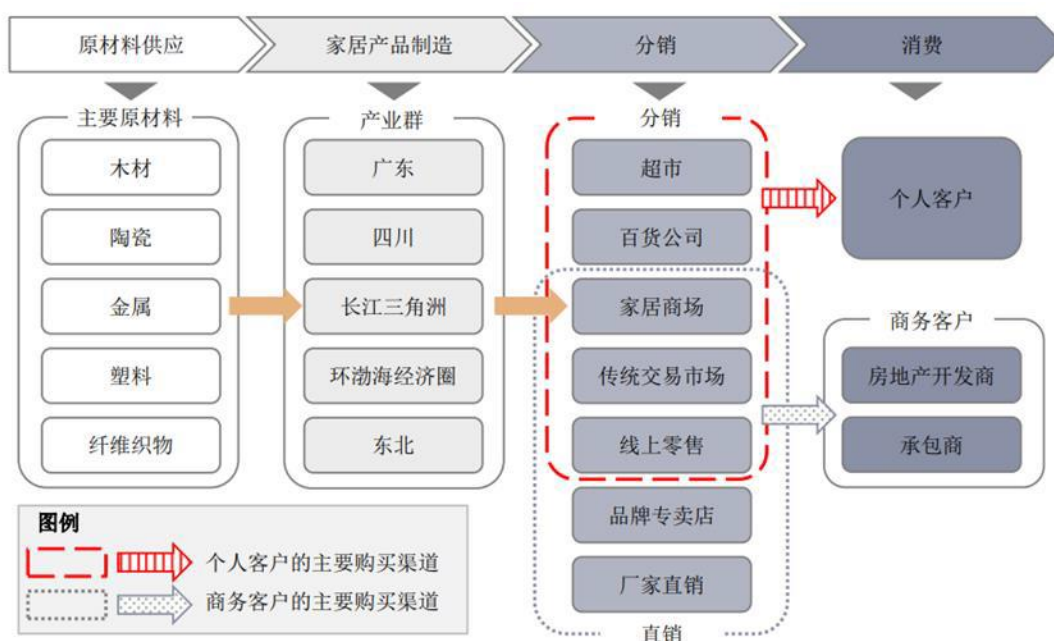 原材料供应
家居产品制造
分销
消费
主要原材料
木材
陶瓷
金属
塑料
纤维织物
产业群
广东
四川
长江三角洲
环渤海经济圈
东北
分销
超市
百货公司
家居商场
传统交易市场
线上零售
品牌专卖店
厂家直销
直销
个人客户
商务客户
房地产开发商
承包商
图例
个人客户的主要购买渠道
商务客户的主要购买渠道